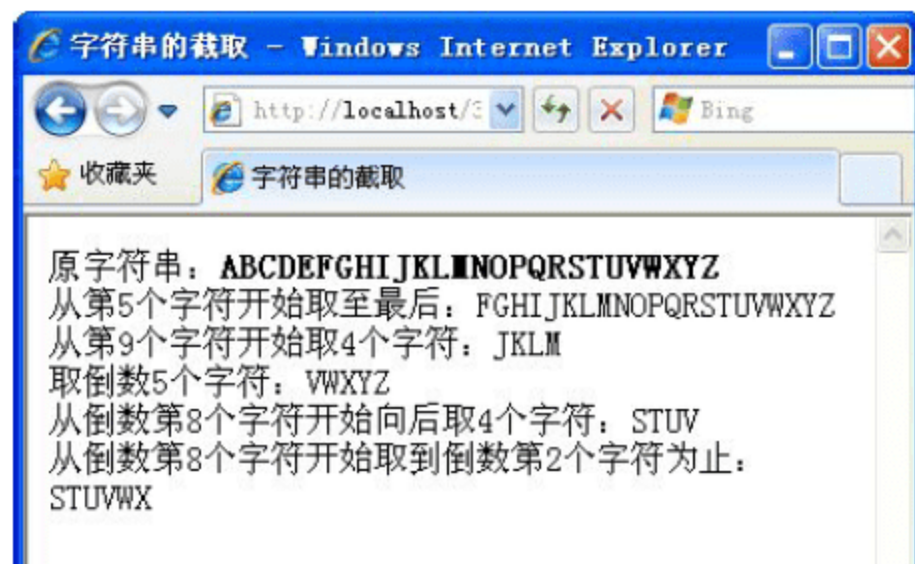 字符串的截取 - Windows Internet Explorer
http://localhost/3
Bing
收藏夹
字符串的截取
原字符串：ABCDEFGHIJKLMNOPQRSTUVWXYZ
从第5个字符开始取至最后：FGHIJKLMNOPQRSTUVWXYZ
从第9个字符开始取4个字符：JKLM
取倒数5个字符：VWXYZ
从倒数第8个字符开始向后取4个字符：STUV
从倒数第8个字符开始取到倒数第2个字符为止：
STUVWX